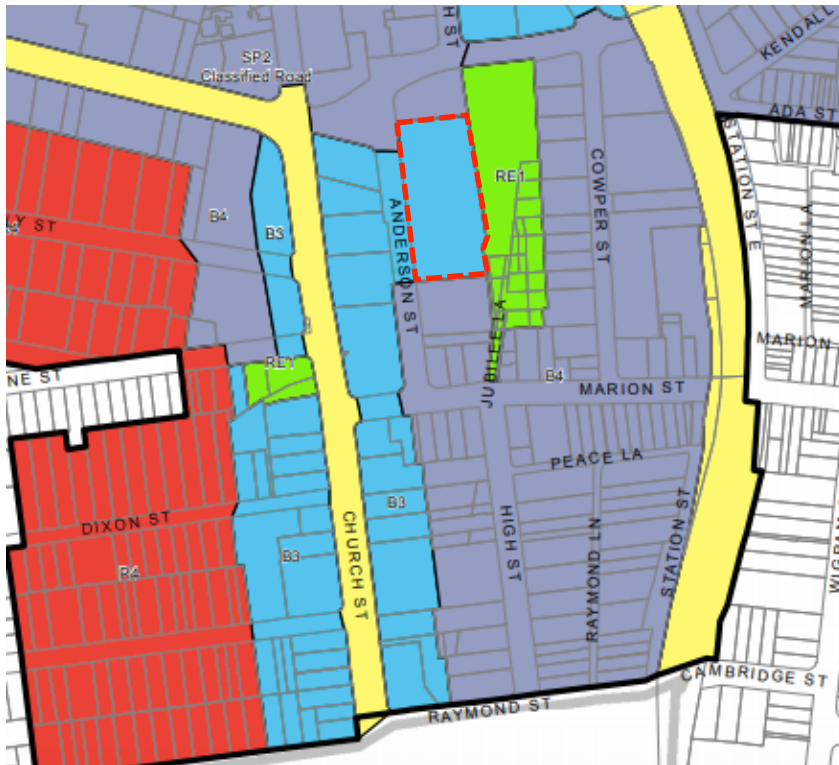 H ST
KENDALL
SP2
Classified Road
ADA ST
STATION ST E
COWPER ST
RE1
MARION LA
B4
ANDERSON ST
B3
Y ST
MARION
JUBILEE LA
RE1
NE ST
B4
MARION ST
PEACE LA
B3
HIGH ST
STATION ST
DIXON ST
CHURCH ST
RAYMOND LN
B3
R4
WIGRAM
CAMBRIDGE ST
RAYMOND ST